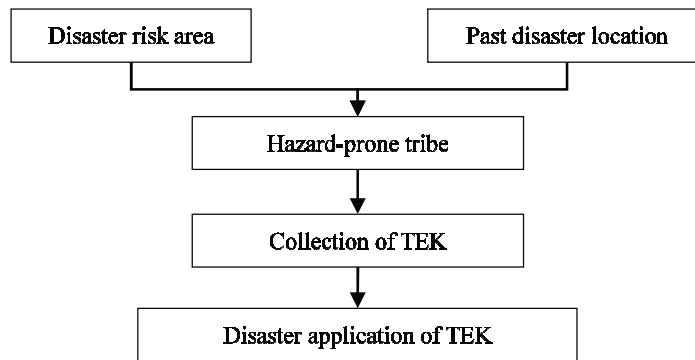 Disaster risk area
Past disaster location
Hazard-prone tribe
Collection of TEK
Disaster application of TEK